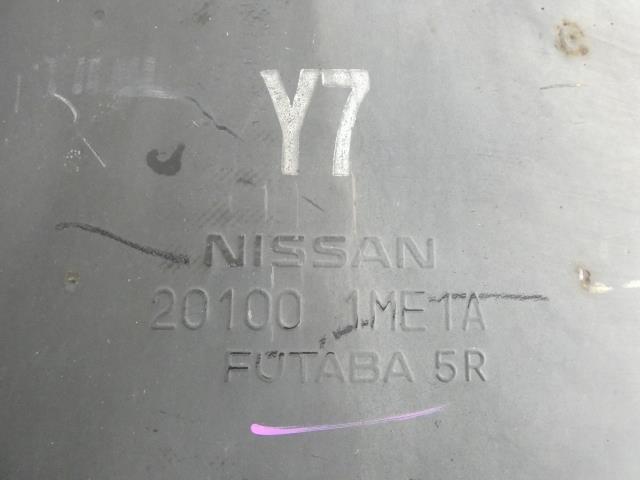 Y7
NISSAN
20100 1ME1A
FUTABA 5R